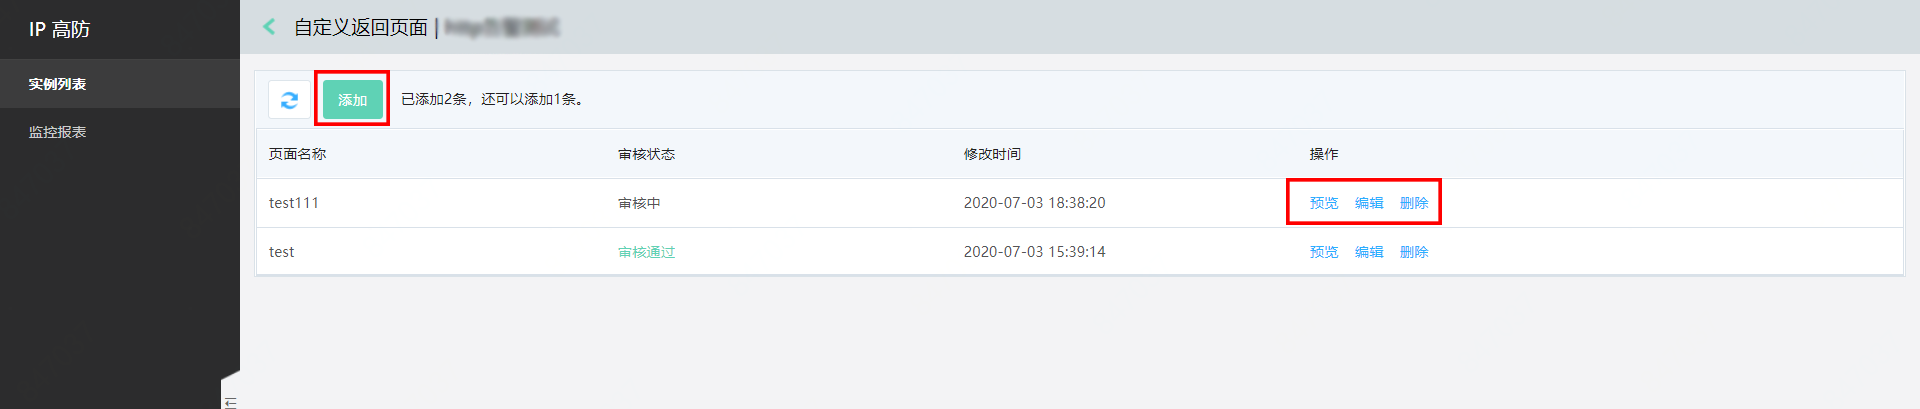 IP 高防
实例列表
监控报表
自定义返回页面 |
添加 已添加2条，还可以添加1条。
页面名称 审核状态 修改时间 操作
test111 审核中 2020-07-03 18:38:20 预览 编辑 删除
test 审核通过 2020-07-03 15:39:14 预览 编辑 删除